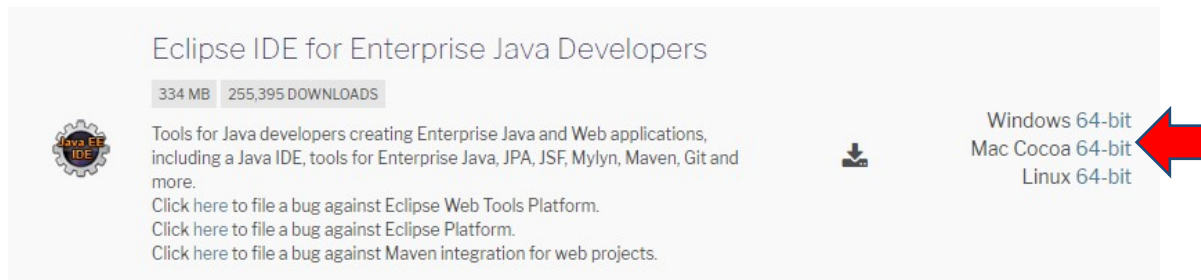 Eclipse IDE for Enterprise Java Developers
334 MB 255,395 DOWNLOADS
Java EE
IDE
Tools for Java developers creating Enterprise Java and Web applications,
including a Java IDE, tools for Enterprise Java, JPA, JSF, Mylyn, Maven, Git and
more.
Click here to file a bug against Eclipse Web Tools Platform.
Click here to file a bug against Eclipse Platform.
Click here to file a bug against Maven integration for web projects.
Windows 64-bit
Mac Cocoa 64-bit
Linux 64-bit